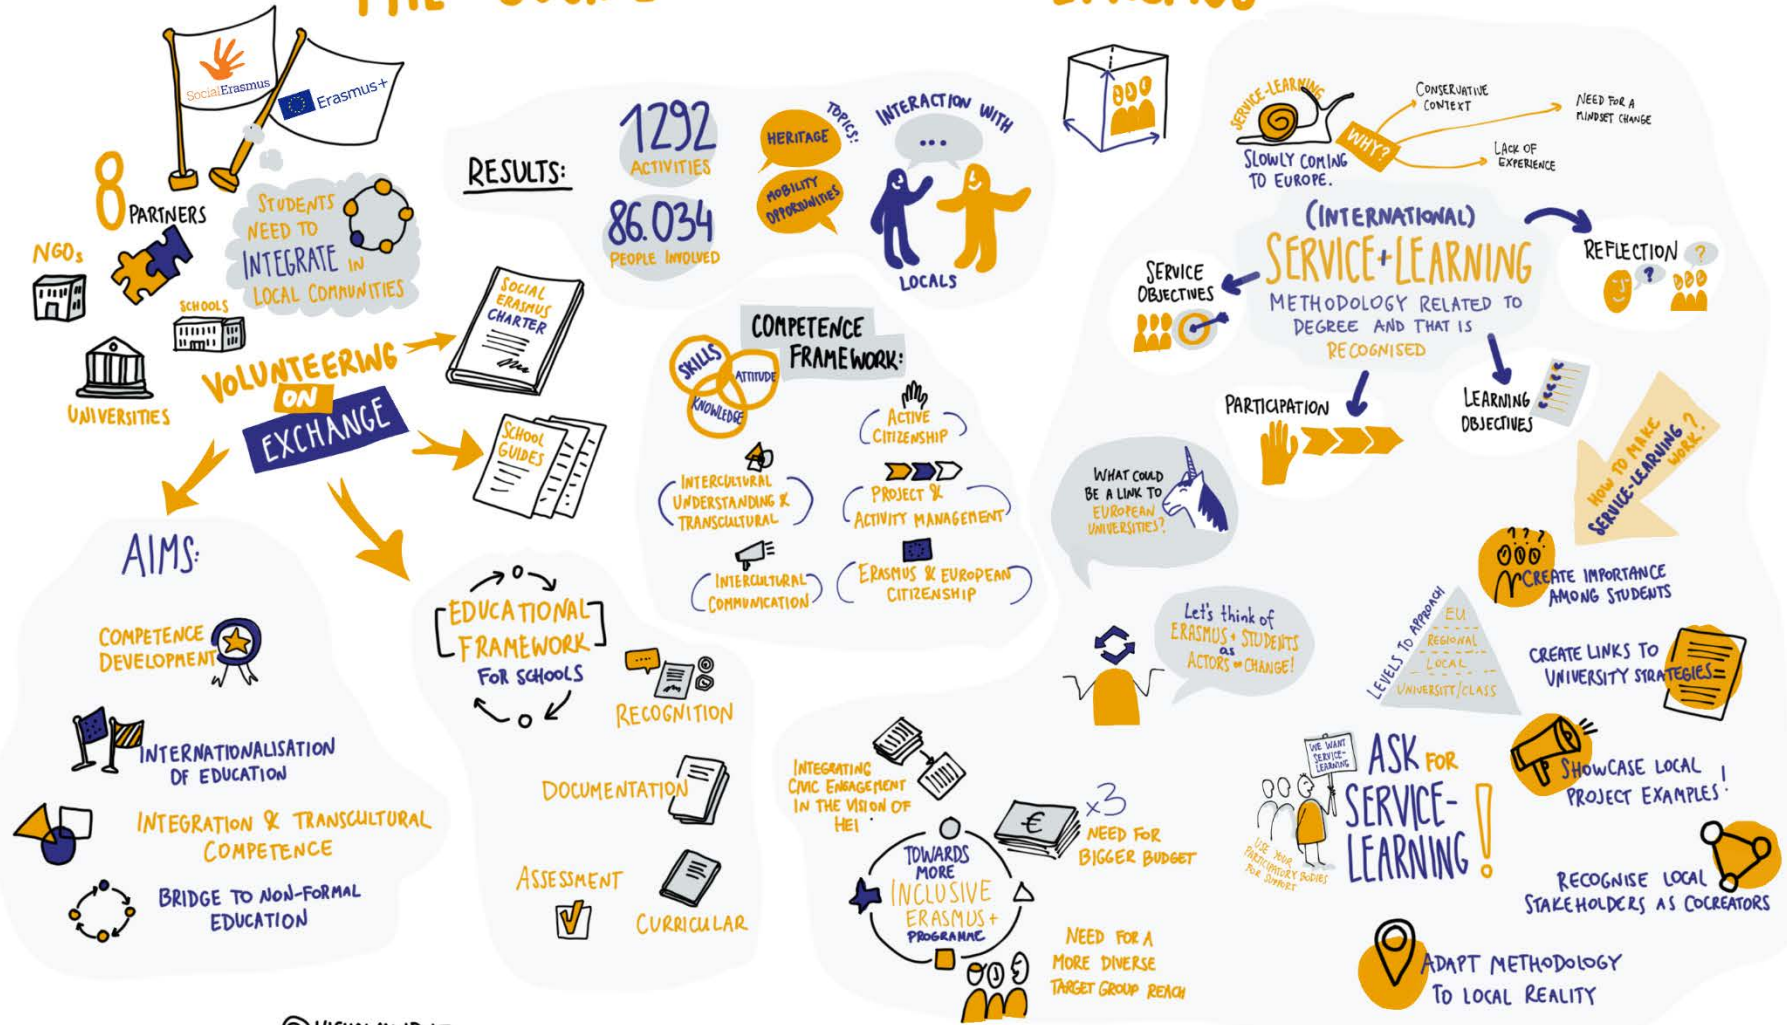 THE
ERASMUS
SocialErasmus
Erasmus+
8
PARTNERS
NGOs
SCHOOLS
UNIVERSITIES
STUDENTS
NEED TO
INTEGRATE IN
LOCAL COMMUNITIES
VOLUNTEERING
ON
EXCHANGE
SOCIAL
ERASMUS
CHARTER
SCHOOL
GUIDES
AIMS:
COMPETENCE
DEVELOPMENT
INTERNATIONALISATION
OF EDUCATION
INTEGRATION & TRANSCULTURAL
COMPETENCE
BRIDGE TO NON-FORMAL
EDUCATION
EDUCATIONAL
FRAMEWORK
FOR SCHOOLS
RECOGNITION
DOCUMENTATION
ASSESSMENT
CURRICULAR
RESULTS:
1292
ACTIVITIES
86.034
PEOPLE INVOLVED
TOPICS:
HERITAGE
MOBILITY
OPPORTUNITIES
INTERACTION WITH
...
LOCALS
COMPETENCE
FRAMEWORK:
SKILLS
ATTITUDE
KNOWLEDGE
ACTIVE
CITIZENSHIP
INTERCULTURAL
UNDERSTANDING &
TRANSCULTURAL
PROJECT &
ACTIVITY MANAGEMENT
INTERCULTURAL
COMMUNICATION
ERASMUS & EUROPEAN
CITIZENSHIP
SERVICE-LEARNING
SLOWLY COMING
TO EUROPE.
WHY?
CONSERVATIVE
CONTEXT
NEED FOR A
MINDSET CHANGE
LACK OF
EXPERIENCE
(INTERNATIONAL)
SERVICE+LEARNING
METHODOLOGY RELATED TO
DEGREE AND THAT IS
RECOGNISED
SERVICE
OBJECTIVES
REFLECTION
? ?
PARTICIPATION
LEARNING
OBJECTIVES
WHAT COULD
BE A LINK TO
EUROPEAN
UNIVERSITIES?
Let's think of
ERASMUS+ STUDENTS
as
ACTORS OF CHANGE!
HOW TO MAKE
SERVICE-LEARNING
WORK?
???
CREATE IMPORTANCE
AMONG STUDENTS
LEVELS TO APPROACH
EU
REGIONAL
LOCAL
UNIVERSITY/CLASS
CREATE LINKS TO
UNIVERSITY STRATEGIES
SHOWCASE LOCAL
PROJECT EXAMPLES!
RECOGNISE LOCAL
STAKEHOLDERS AS COCREATORS
ADAPT METHODOLOGY
TO LOCAL REALITY
WE WANT
SERVICE-
LEARNING
ASK FOR
SERVICE-
LEARNING!
USE YOUR
PARTICIPATORY BODIES
FOR SUPPORT
INTEGRATING
CIVIC ENGAGEMENT
IN THE VISION OF
HEI.
TOWARDS
MORE
INCLUSIVE
ERASMUS+
PROGRAMME
€
x3
NEED FOR
BIGGER BUDGET
NEED FOR A
MORE DIVERSE
TARGET GROUP REACH